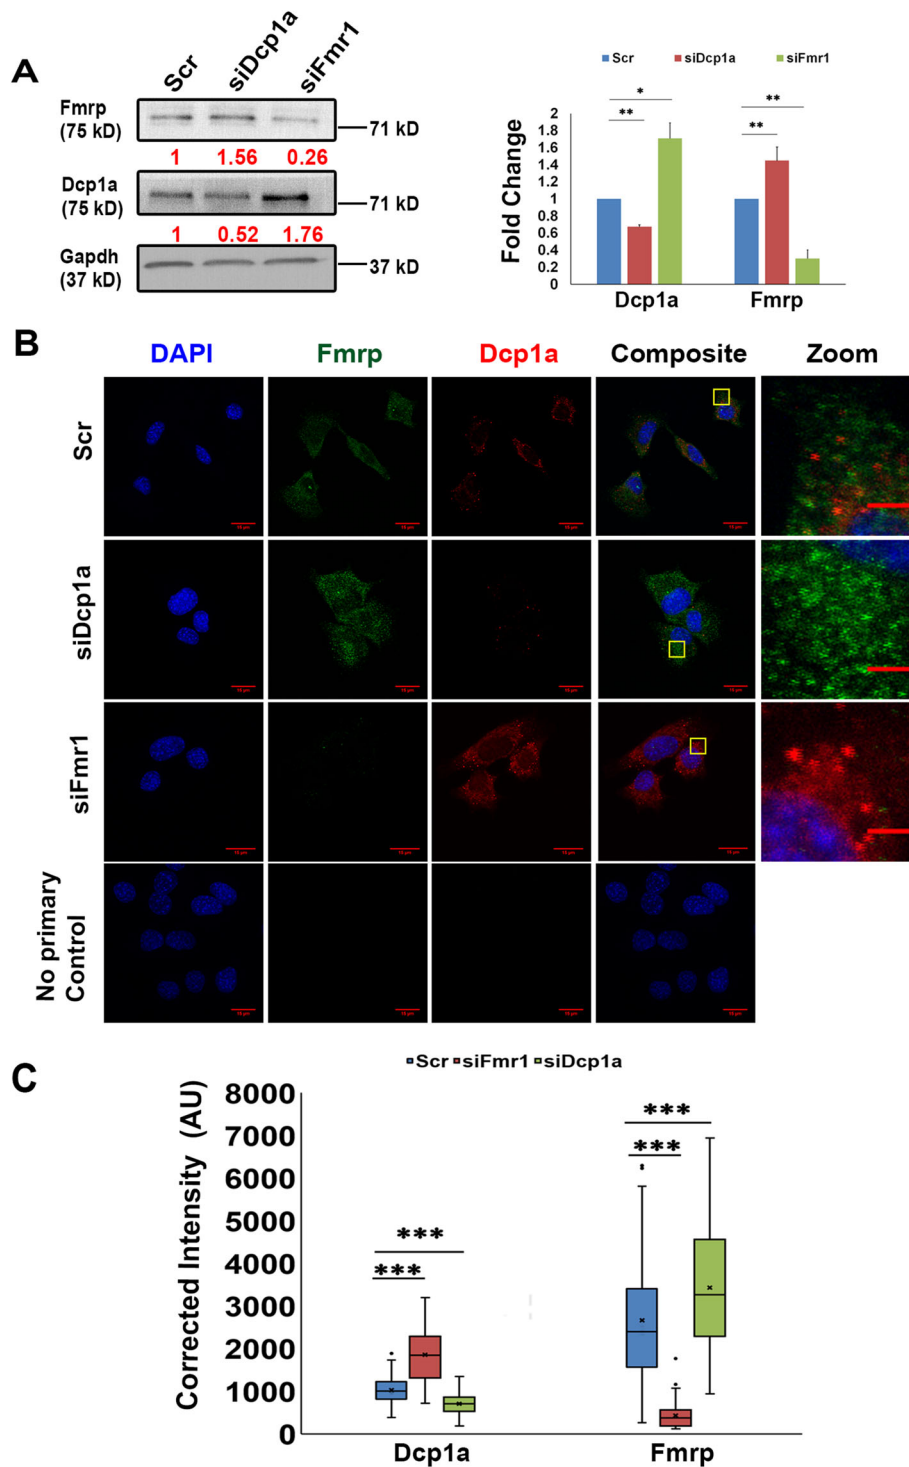 A
Scr
siDcp1a
siFmr1
Fmrp
(75 kD)
71 kD
1 1.56 0.26
Dcp1a
(75 kD)
71 kD
1 0.52 1.76
Gapdh
(37 kD)
37 kD
Scr siDcp1a siFmr1
Fold Change
2
1.8
1.6
1.4
1.2
1
0.8
0.6
0.4
0.2
0
*
**
**
**
Dcp1a Fmrp
B
DAPI Fmrp Dcp1a Composite Zoom
Scr
siDcp1a
siFmr1
No primary
Control
C
Scr siFmr1 siDcp1a
Corrected Intensity (AU)
8000
7000
6000
5000
4000
3000
2000
1000
0
***
***
***
***
Dcp1a Fmrp